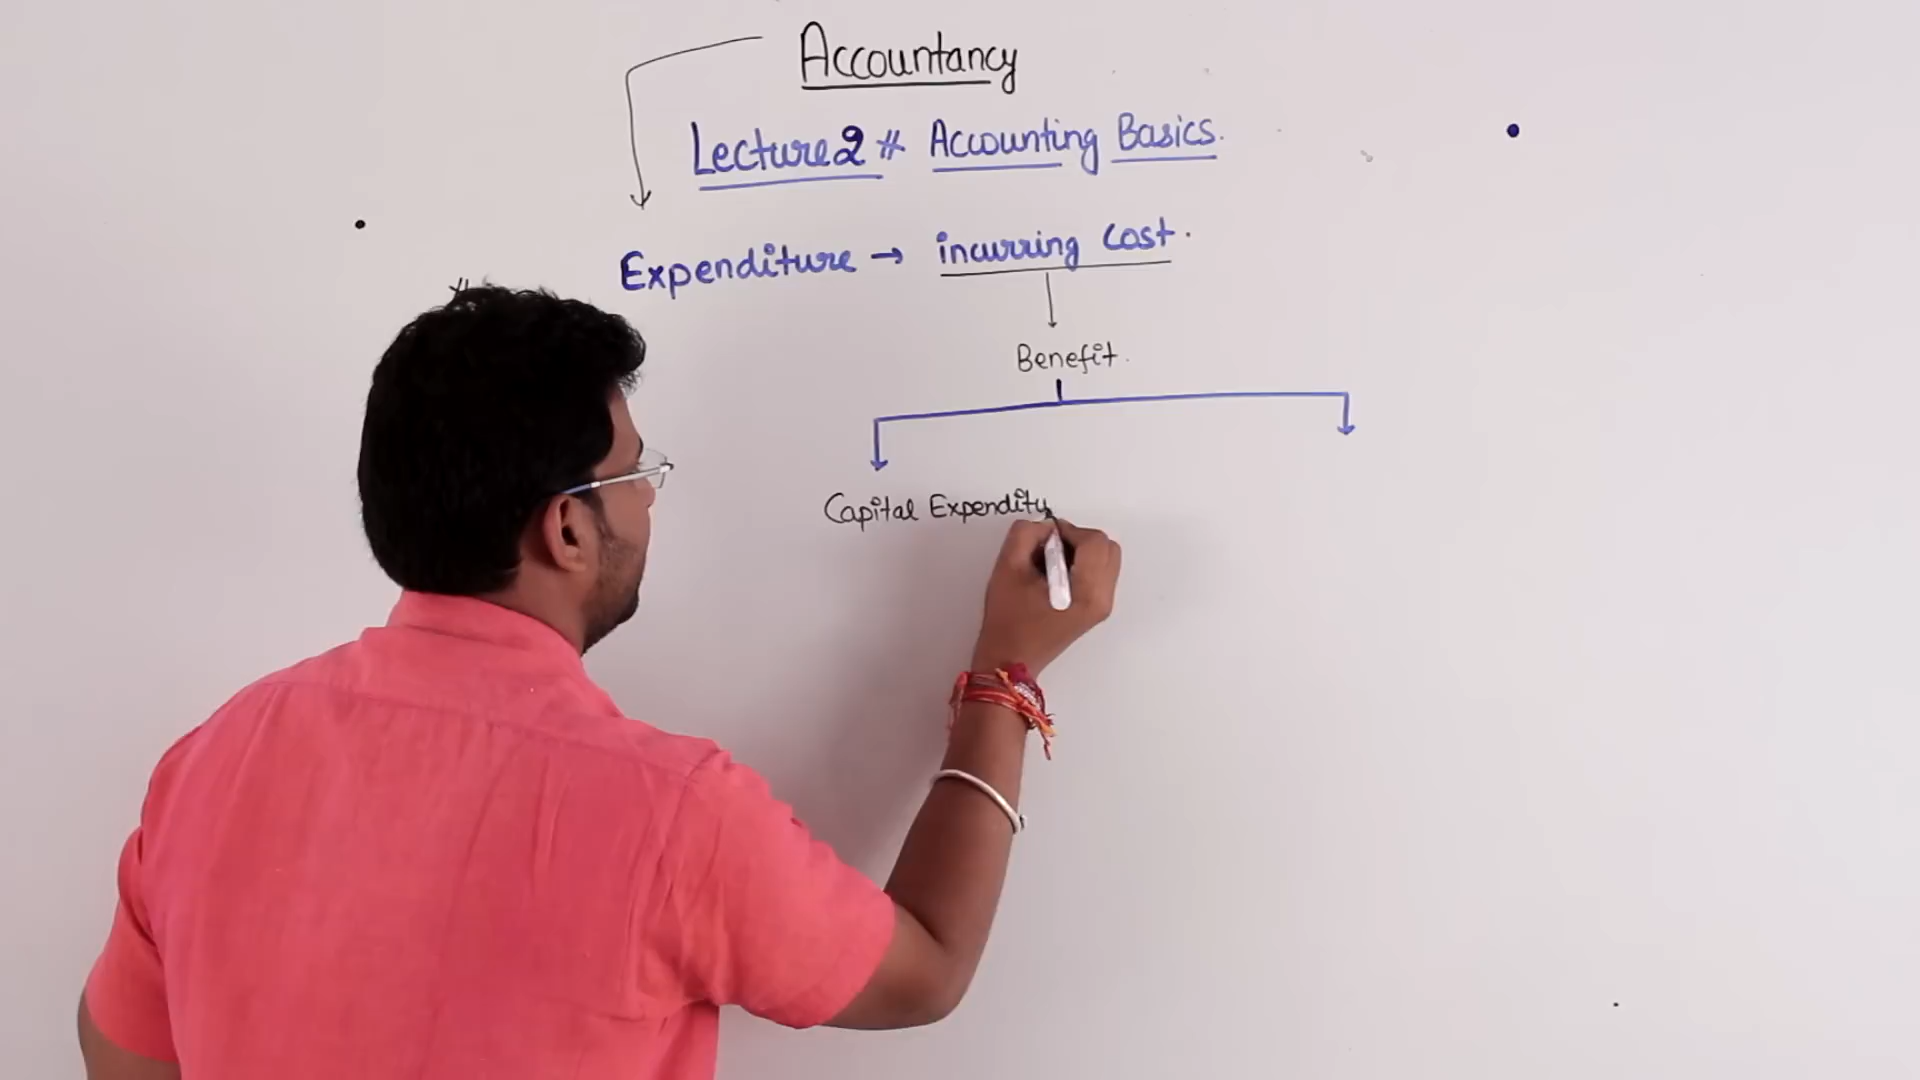 Accountancy
Lecture 2 # Accounting Basics.
Expenditure → incurring Cost.
#
Benefit.
Capital Expenditu